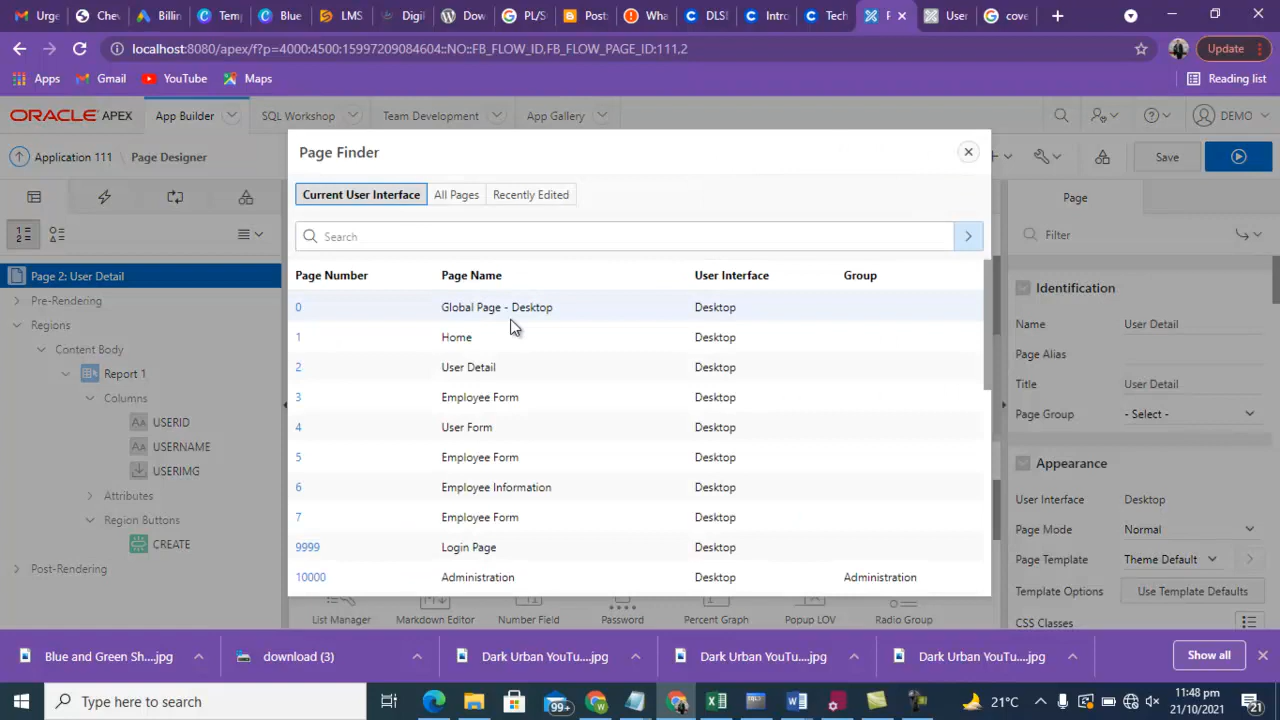 Urge
Chec
Billin
Tem
Blue
LMS
Digi
Dow
PL/S
Post
Wha
DLSI
Intro
Tech
P
User
cove
localhost:8080/apex/f?p=4000:4500:15997209084604::NO::FB_FLOW_ID,FB_FLOW_PAGE_ID:111,2
Update
Apps Gmail YouTube Maps Reading list
ORACLE APEX App Builder SQL Workshop Team Development App Gallery DEMO
Application 111 Page Designer Save
Page Finder
Current User Interface All Pages Recently Edited
Search
Page Number Page Name User Interface Group
0 Global Page - Desktop Desktop
1 Home Desktop
2 User Detail Desktop
3 Employee Form Desktop
4 User Form Desktop
5 Employee Form Desktop
6 Employee Information Desktop
7 Employee Form Desktop
9999 Login Page Desktop
10000 Administration Desktop Administration
Page 2: User Detail
Pre-Rendering
Regions
Content Body
Report 1
Columns
USERID
USERNAME
USERIMG
Attributes
Region Buttons
CREATE
Post-Rendering
Page
Filter
Identification
Name User Detail
Page Alias
Title User Detail
Page Group - Select -
Appearance
User Interface Desktop
Page Mode Normal
Page Template Theme Default
Template Options Use Template Defaults
CSS Classes
List Manager Markdown Editor Number Field Password Percent Graph Popup LOV Radio Group
Blue and Green Sh....jpg download (3) Dark Urban YouTu....jpg Dark Urban YouTu....jpg Dark Urban YouTu....jpg Show all
Type here to search
99+
21°C
11:48 pm
21/10/2021
21